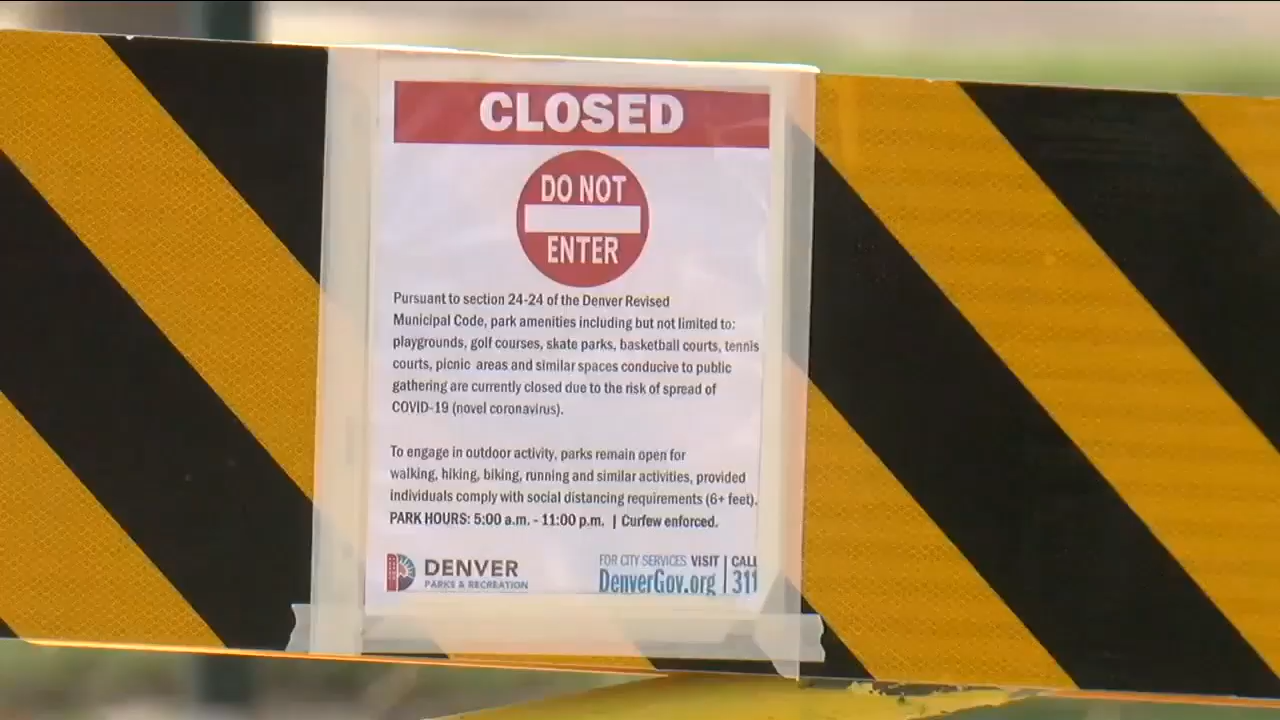 CLOSED
DO NOT
ENTER
Pursuant to section 24-24 of the Denver Revised
Municipal Code, park amenities including but not limited to:
playgrounds, golf courses, skate parks, basketball courts, tennis
courts, picnic areas and similar spaces conducive to public
gathering are currently closed due to the risk of spread of
COVID-19 (novel coronavirus).
To engage in outdoor activity, parks remain open for
walking, hiking, biking, running and similar activities, provided
individuals comply with social distancing requirements (6+ feet).
PARK HOURS: 5:00 a.m. - 11:00 p.m. | Curfew enforced.
DENVER
PARKS & RECREATION
FOR CITY SERVICES VISIT | CALL
DenverGov.org | 311